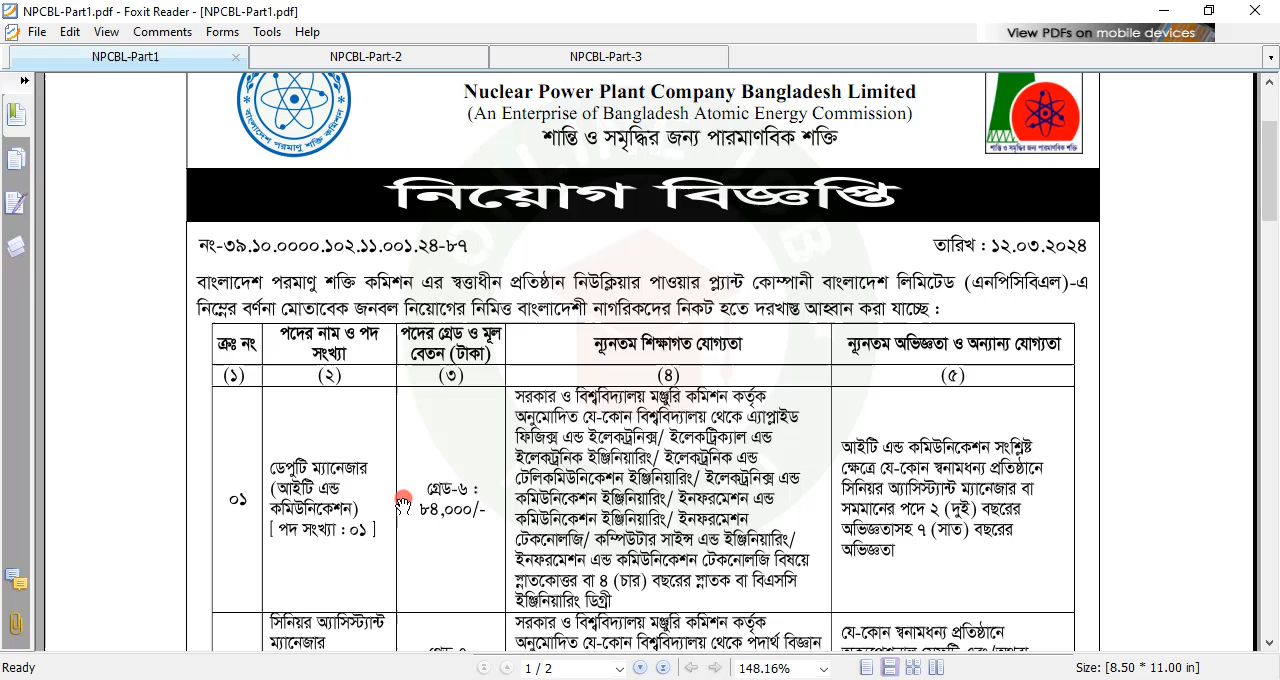 NPCBL-Part1.pdf - Foxit Reader - [NPCBL-Part1.pdf]
File Edit View Comments Forms Tools Help
View PDFs on mobile devices
NPCBL-Part1 NPCBL-Part-2 NPCBL-Part-3
বাংলাদেশ পরমাণু শক্তি কমিশন
Nuclear Power Plant Company Bangladesh Limited
(An Enterprise of Bangladesh Atomic Energy Commission)
শান্তি ও সমৃদ্ধির জন্য পারমাণবিক শক্তি
শান্তি ও সমৃদ্ধির জন্য পারমাণবিক শক্তি
নিয়োগ বিজ্ঞপ্তি
নং-৩৯.১০.০০০০.১০২.১১.০০১.২৪-৮৭ তারিখ : ১২.০৩.২০২৪
বাংলাদেশ পরমাণু শক্তি কমিশন এর স্বত্তাধীন প্রতিষ্ঠান নিউক্লিয়ার পাওয়ার প্ল্যান্ট কোম্পানী বাংলাদেশ লিমিটেড (এনপিসিবিএল)-এ
নিম্নের বর্ণনা মোতাবেক জনবল নিয়োগের নিমিত্ত বাংলাদেশী নাগরিকদের নিকট হতে দরখাস্ত আহ্বান করা যাচ্ছে :
ক্রঃ নং
পদের নাম ও পদ
সংখ্যা
পদের গ্রেড ও মূল
বেতন (টাকা)
ন্যূনতম শিক্ষাগত যোগ্যতা
ন্যূনতম অভিজ্ঞতা ও অন্যান্য যোগ্যতা
(১) (২) (৩) (৪) (৫)
০১
ডেপুটি ম্যানেজার
(আইটি এন্ড
কমিউনিকেশন)
[ পদ সংখ্যা : ০১ ]
গ্রেড-৬ :
৮৪,০০০/-
সরকার ও বিশ্ববিদ্যালয় মঞ্জুরি কমিশন কর্তৃক
অনুমোদিত যে-কোন বিশ্ববিদ্যালয় থেকে এ্যাপ্লাইড
ফিজিক্স এন্ড ইলেকট্রনিক্স/ ইলেকট্রিক্যাল এন্ড
ইলেকট্রনিক ইঞ্জিনিয়ারিং/ ইলেকট্রনিক এন্ড
টেলিকমিউনিকেশন ইঞ্জিনিয়ারিং/ ইলেকট্রনিক্স এন্ড
কমিউনিকেশন ইঞ্জিনিয়ারিং/ ইনফরমেশন এন্ড
কমিউনিকেশন ইঞ্জিনিয়ারিং/ ইনফরমেশন
টেকনোলজি/ কম্পিউটার সাইন্স এন্ড ইঞ্জিনিয়ারিং/
ইনফরমেশন এন্ড কমিউনিকেশন টেকনোলজি বিষয়ে
স্নাতকোত্তর বা ৪ (চার) বছরের স্নাতক বা বিএসসি
ইঞ্জিনিয়ারিং ডিগ্রী
আইটি এন্ড কমিউনিকেশন সংশ্লিষ্ট
ক্ষেত্রে যে-কোন স্বনামধন্য প্রতিষ্ঠানে
সিনিয়র অ্যাসিস্ট্যান্ট ম্যানেজার বা
সমমানের পদে ২ (দুই) বছরের
অভিজ্ঞতাসহ ৭ (সাত) বছরের
অভিজ্ঞতা
সিনিয়র অ্যাসিস্ট্যান্ট
ম্যানেজার
সরকার ও বিশ্ববিদ্যালয় মঞ্জুরি কমিশন কর্তৃক
অনুমোদিত যে-কোন বিশ্ববিদ্যালয় থেকে পদার্থ বিজ্ঞান
যে-কোন স্বনামধন্য প্রতিষ্ঠানে
Ready 1 / 2 148.16% Size: [8.50 * 11.00 in]